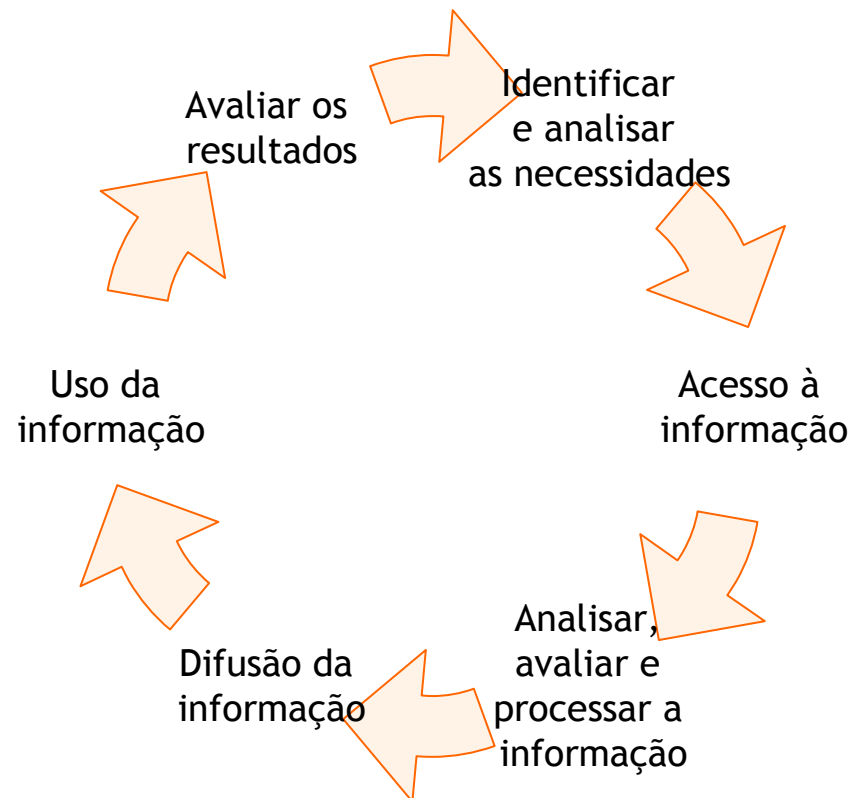 Identificar
e analisar
as necessidades
Acesso à
informação
Analisar,
avaliar e
processar a
informação
Difusão da
informação
Uso da
informação
Avaliar os
resultados